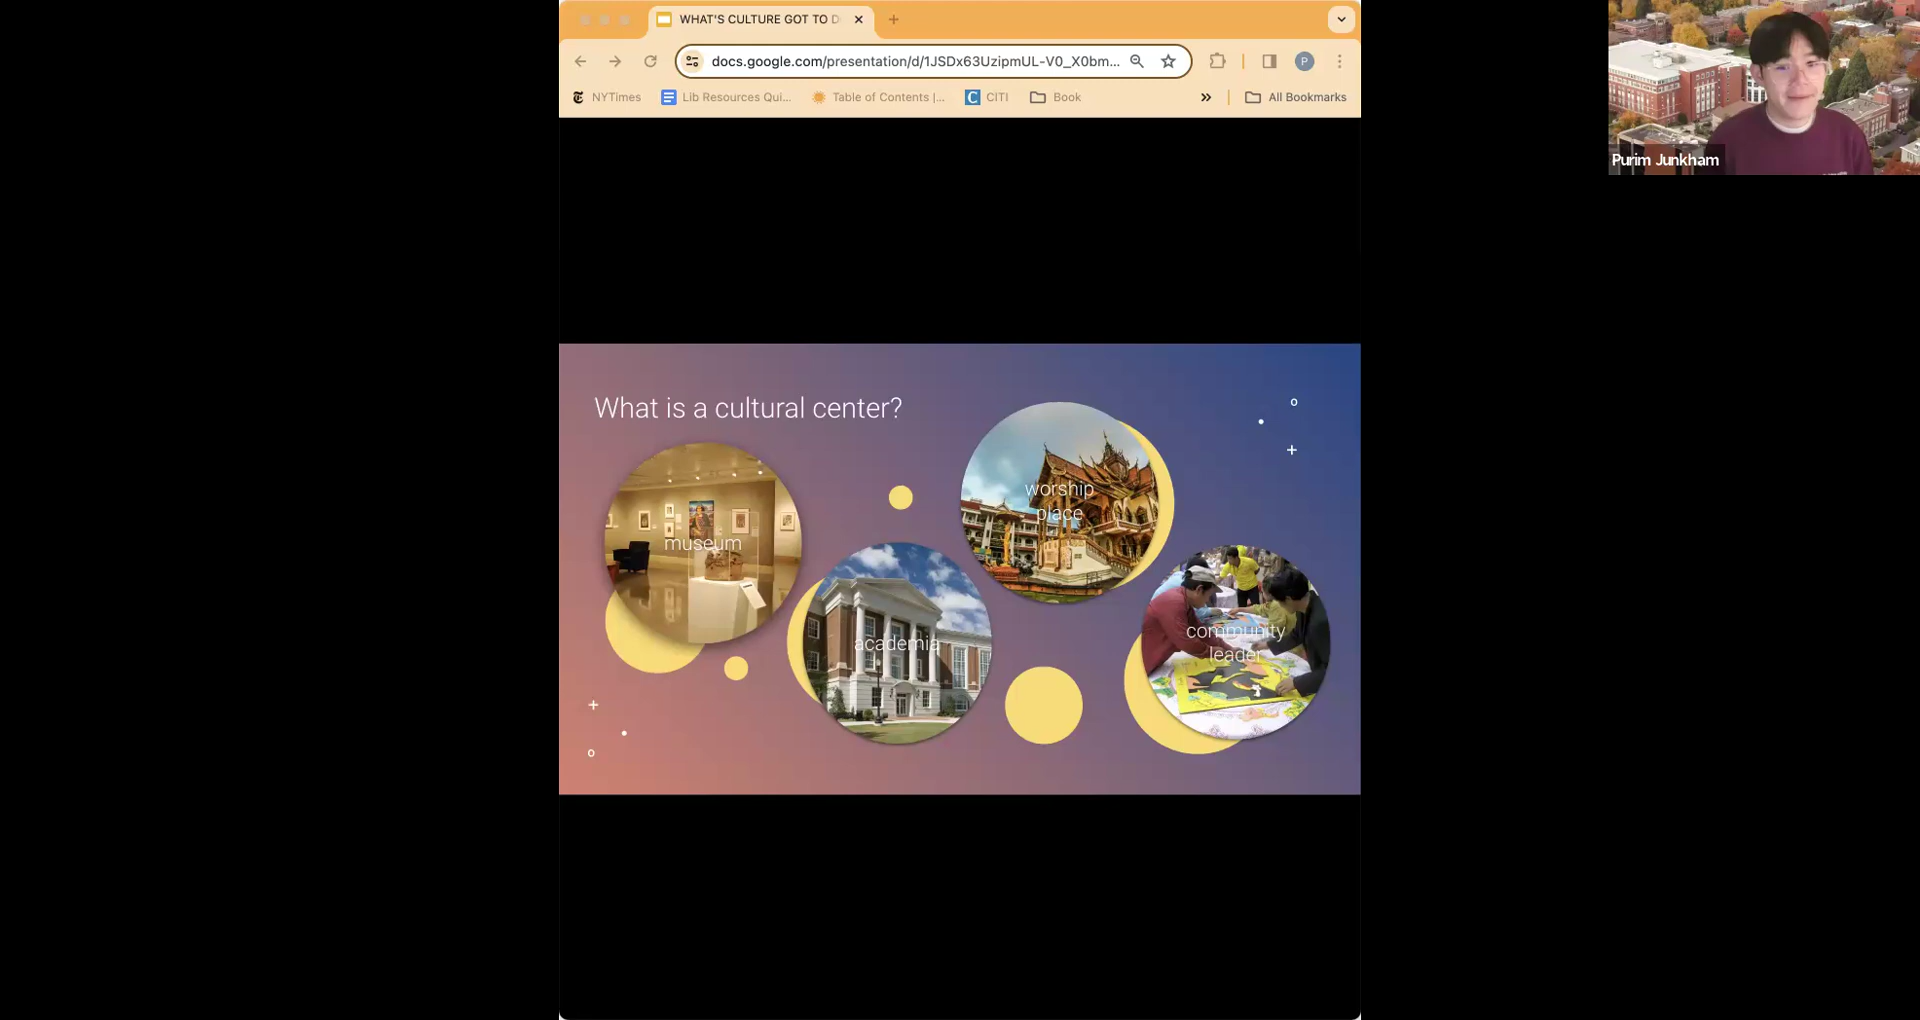 WHAT'S CULTURE GOT TO D
docs.google.com/presentation/d/1JSDx63UzipmUL-V0_X0bm...
P
NYTimes
Lib Resources Qui...
Table of Contents |...
C CITI
Book
All Bookmarks
Purim Junkham
What is a cultural center?
museum
worship
place
academia
community
leader